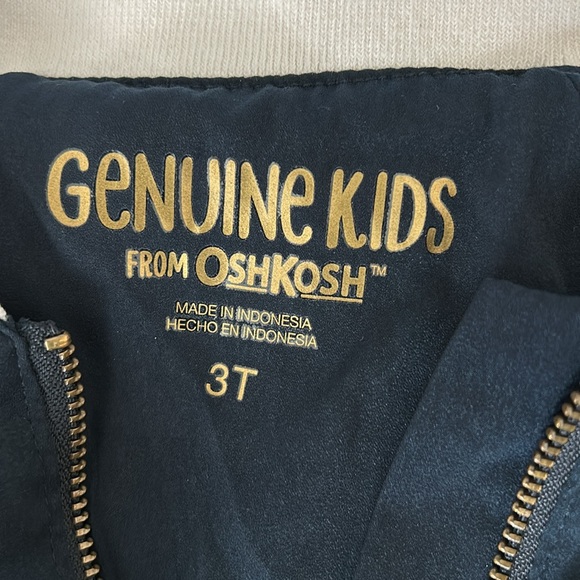 GENUINE KIDS
FROM OSHKOSH™
MADE IN INDONESIA
HECHO EN INDONESIA
3T